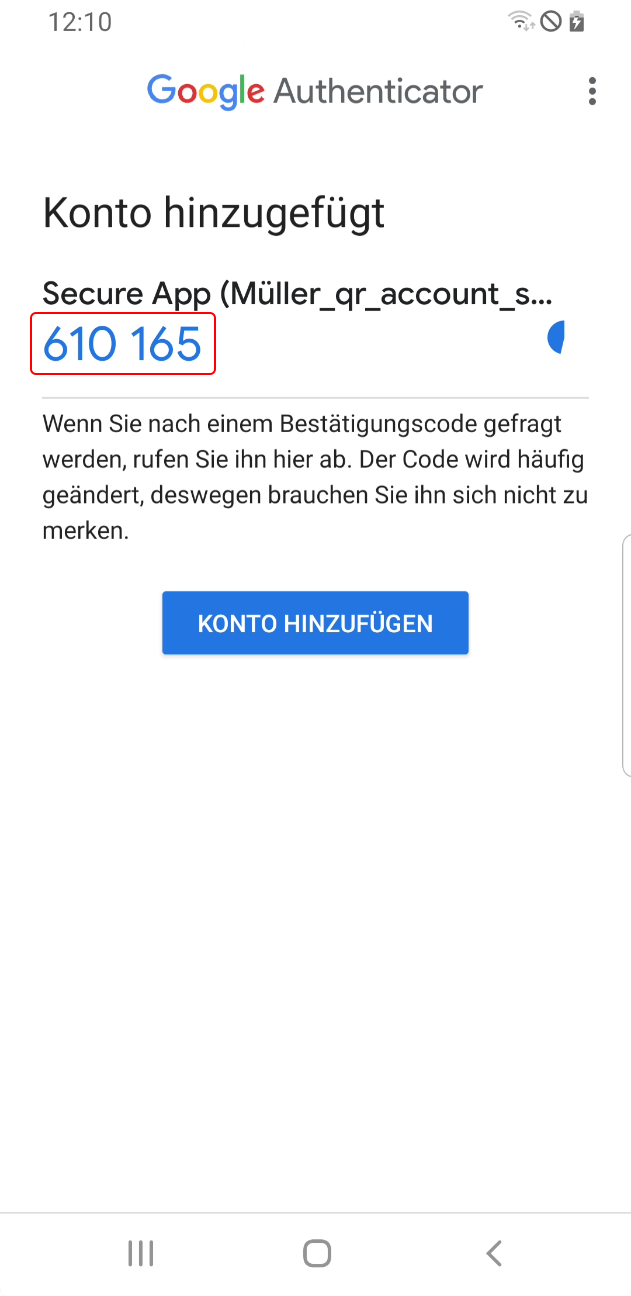 12:10
Google Authenticator
Konto hinzugefügt
Secure App (Müller_qr_account_s...
610 165
Wenn Sie nach einem Bestätigungscode gefragt
werden, rufen Sie ihn hier ab. Der Code wird häufig
geändert, deswegen brauchen Sie ihn sich nicht zu
merken.
KONTO HINZUFÜGEN